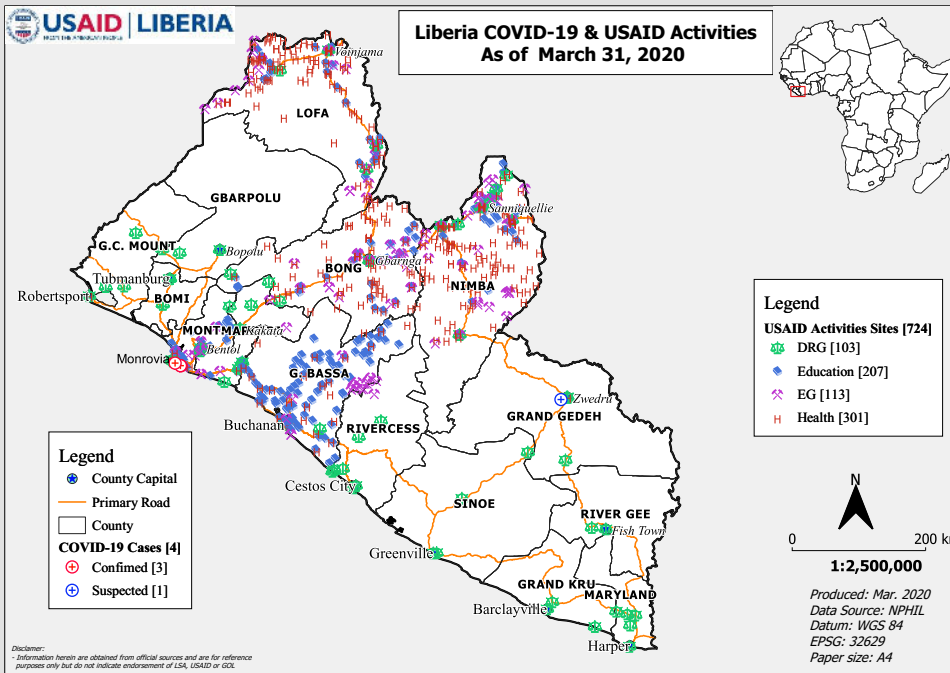 USAID | LIBERIA
FROM THE AMERICAN PEOPLE
Liberia COVID-19 & USAID Activities
As of March 31, 2020
Voinjama
LOFA
GBARPOLU
Sanniquellie
G.C. MOUNT
Bopolu
Gbarnga
BONG
Tubmanburg
NIMBA
Robertsport
BOMI
Kakata
Bentol
Monrovia
G. BASSA
Zwedru
GRAND GEDEH
Buchanan
RIVERCESS
Cestos City
SINOE
RIVER GEE
Fish Town
Greenville
GRAND KRU
MARYLAND
Barclayville
Harper
Legend
USAID Activities Sites [724]
DRG [103]
Education [207]
EG [113]
H Health [301]
Legend
County Capital
Primary Road
County
COVID-19 Cases [4]
Confimed [3]
Suspected [1]
N
0 200 km
1:2,500,000
Produced: Mar. 2020
Data Source: NPHIL
Datum: WGS 84
EPSG: 32629
Paper size: A4
Disclamer:
- Information herein are obtained from official sources and are for reference
purposes only but do not indicate endorsement of LSA, USAID or GOL